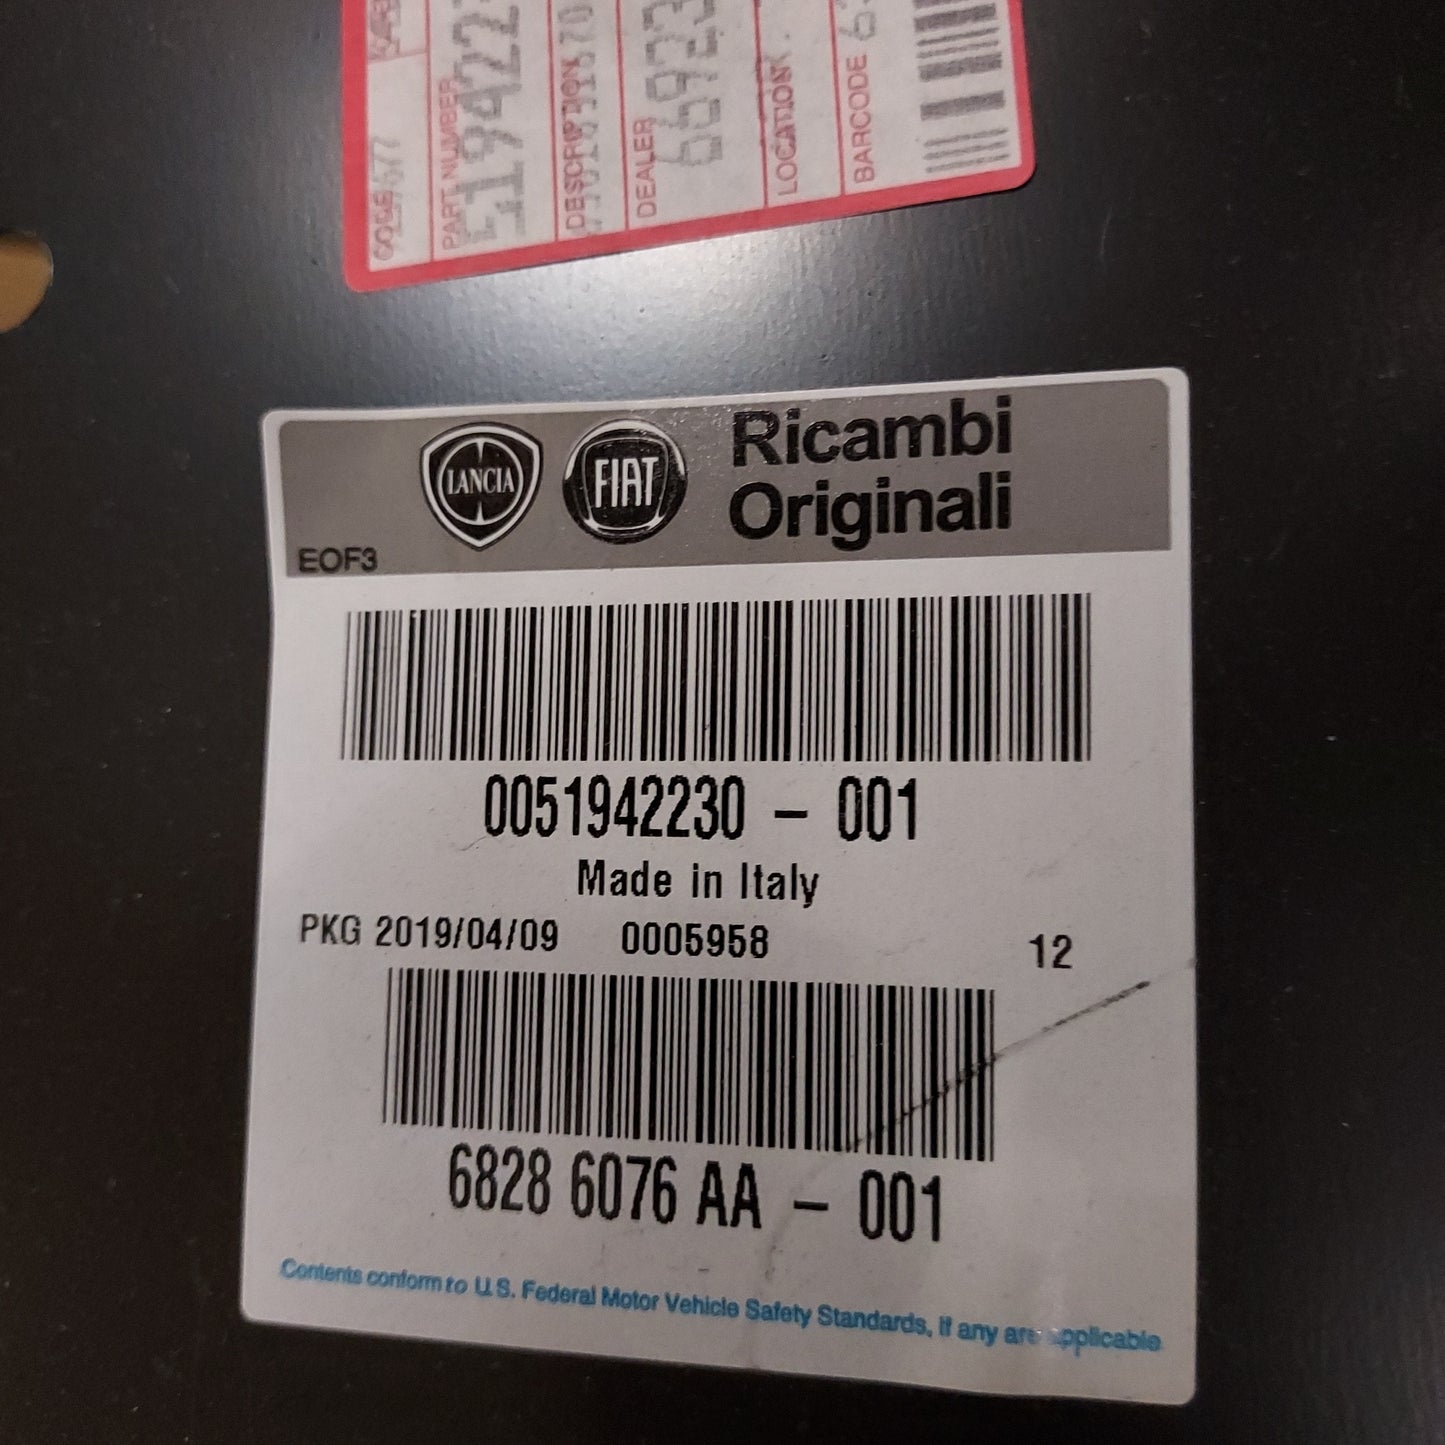 CODE
PART NUMBER
DESCRIPTION
DEALER
66923
LOCATION
BARCODE
LANCIA
FIAT
Ricambi
Originali
EOF3
0051942230 – 001
Made in Italy
PKG 2019/04/09 0005958 12
6828 6076 AA – 001
Contents conform to U.S. Federal Motor Vehicle Safety Standards, If any are applicable